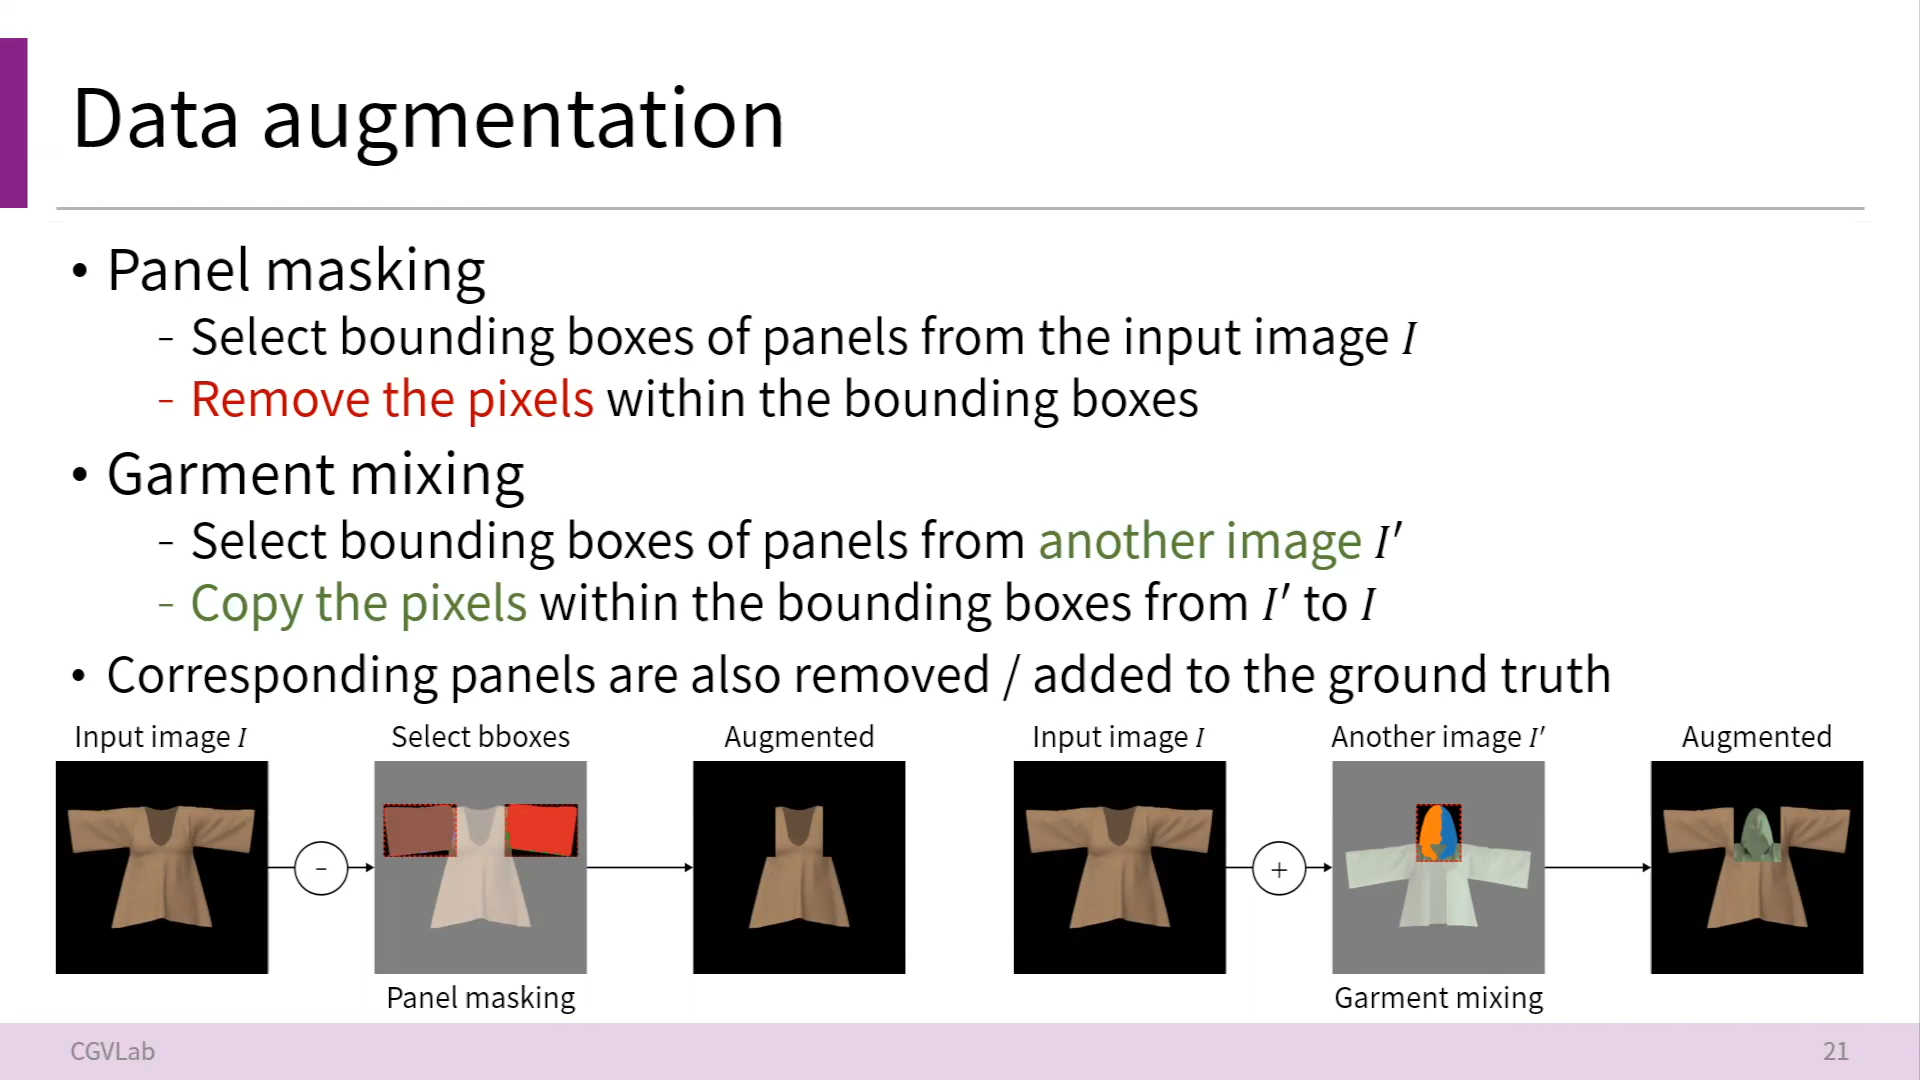 Data augmentation
• Panel masking
- Select bounding boxes of panels from the input image I
- Remove the pixels within the bounding boxes
• Garment mixing
- Select bounding boxes of panels from another image I′
- Copy the pixels within the bounding boxes from I′ to I
• Corresponding panels are also removed / added to the ground truth
Input image I
Select bboxes
Augmented
Input image I
Another image I′
Augmented
-
+
Panel masking
Garment mixing
CGVLab
21